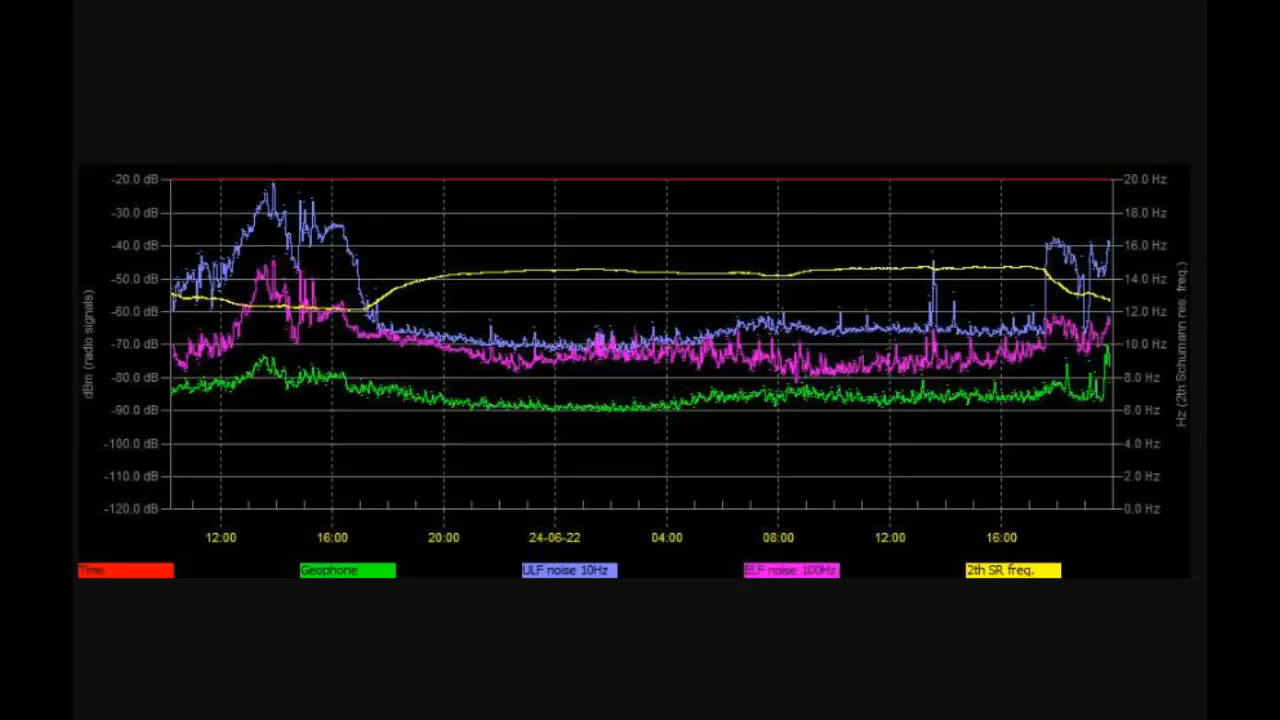 -20.0 dB
20.0 Hz
-30.0 dB
18.0 Hz
-40.0 dB
16.0 Hz
-50.0 dB
14.0 Hz
-60.0 dB
12.0 Hz
-70.0 dB
10.0 Hz
-80.0 dB
8.0 Hz
-90.0 dB
6.0 Hz
-100.0 dB
4.0 Hz
-110.0 dB
2.0 Hz
-120.0 dB
0.0 Hz
dBm (radio signals)
Hz (2th Schumann res. freq.)
12:00 16:00 20:00 24-06-22 04:00 08:00 12:00 16:00
Time Geophone ULF noise 10Hz ELF noise 100Hz 2th SR freq.